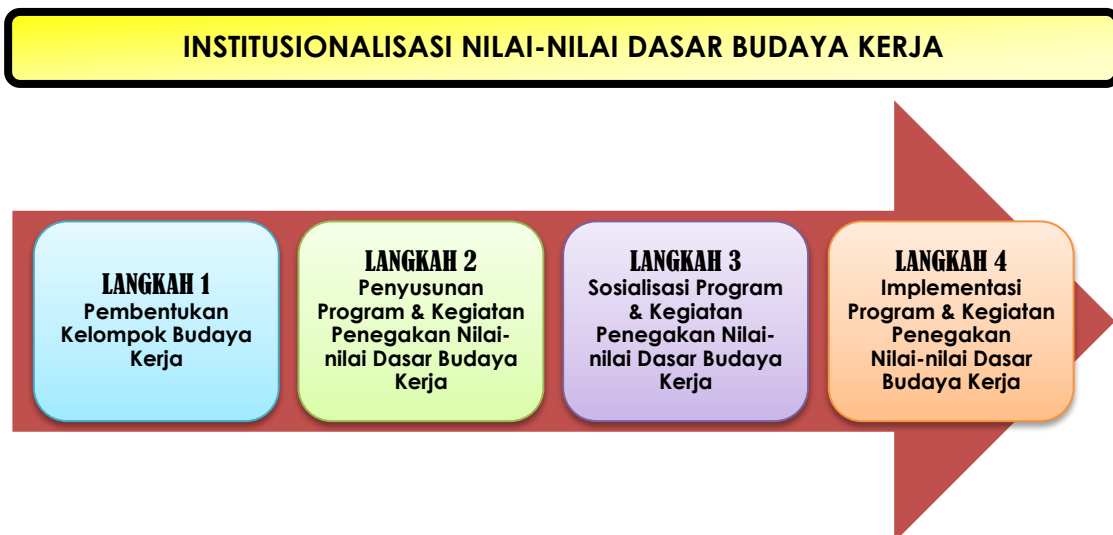 INSTITUSIONALISASI NILAI-NILAI DASAR BUDAYA KERJA
LANGKAH 1
Pembentukan
Kelompok Budaya
Kerja
LANGKAH 2
Penyusunan
Program & Kegiatan
Penegakan Nilai-
nilai Dasar Budaya
Kerja
LANGKAH 3
Sosialisasi Program
& Kegiatan
Penegakan Nilai-
nilai Dasar Budaya
Kerja
LANGKAH 4
Implementasi
Program & Kegiatan
Penegakan
Nilai-nilai Dasar
Budaya Kerja